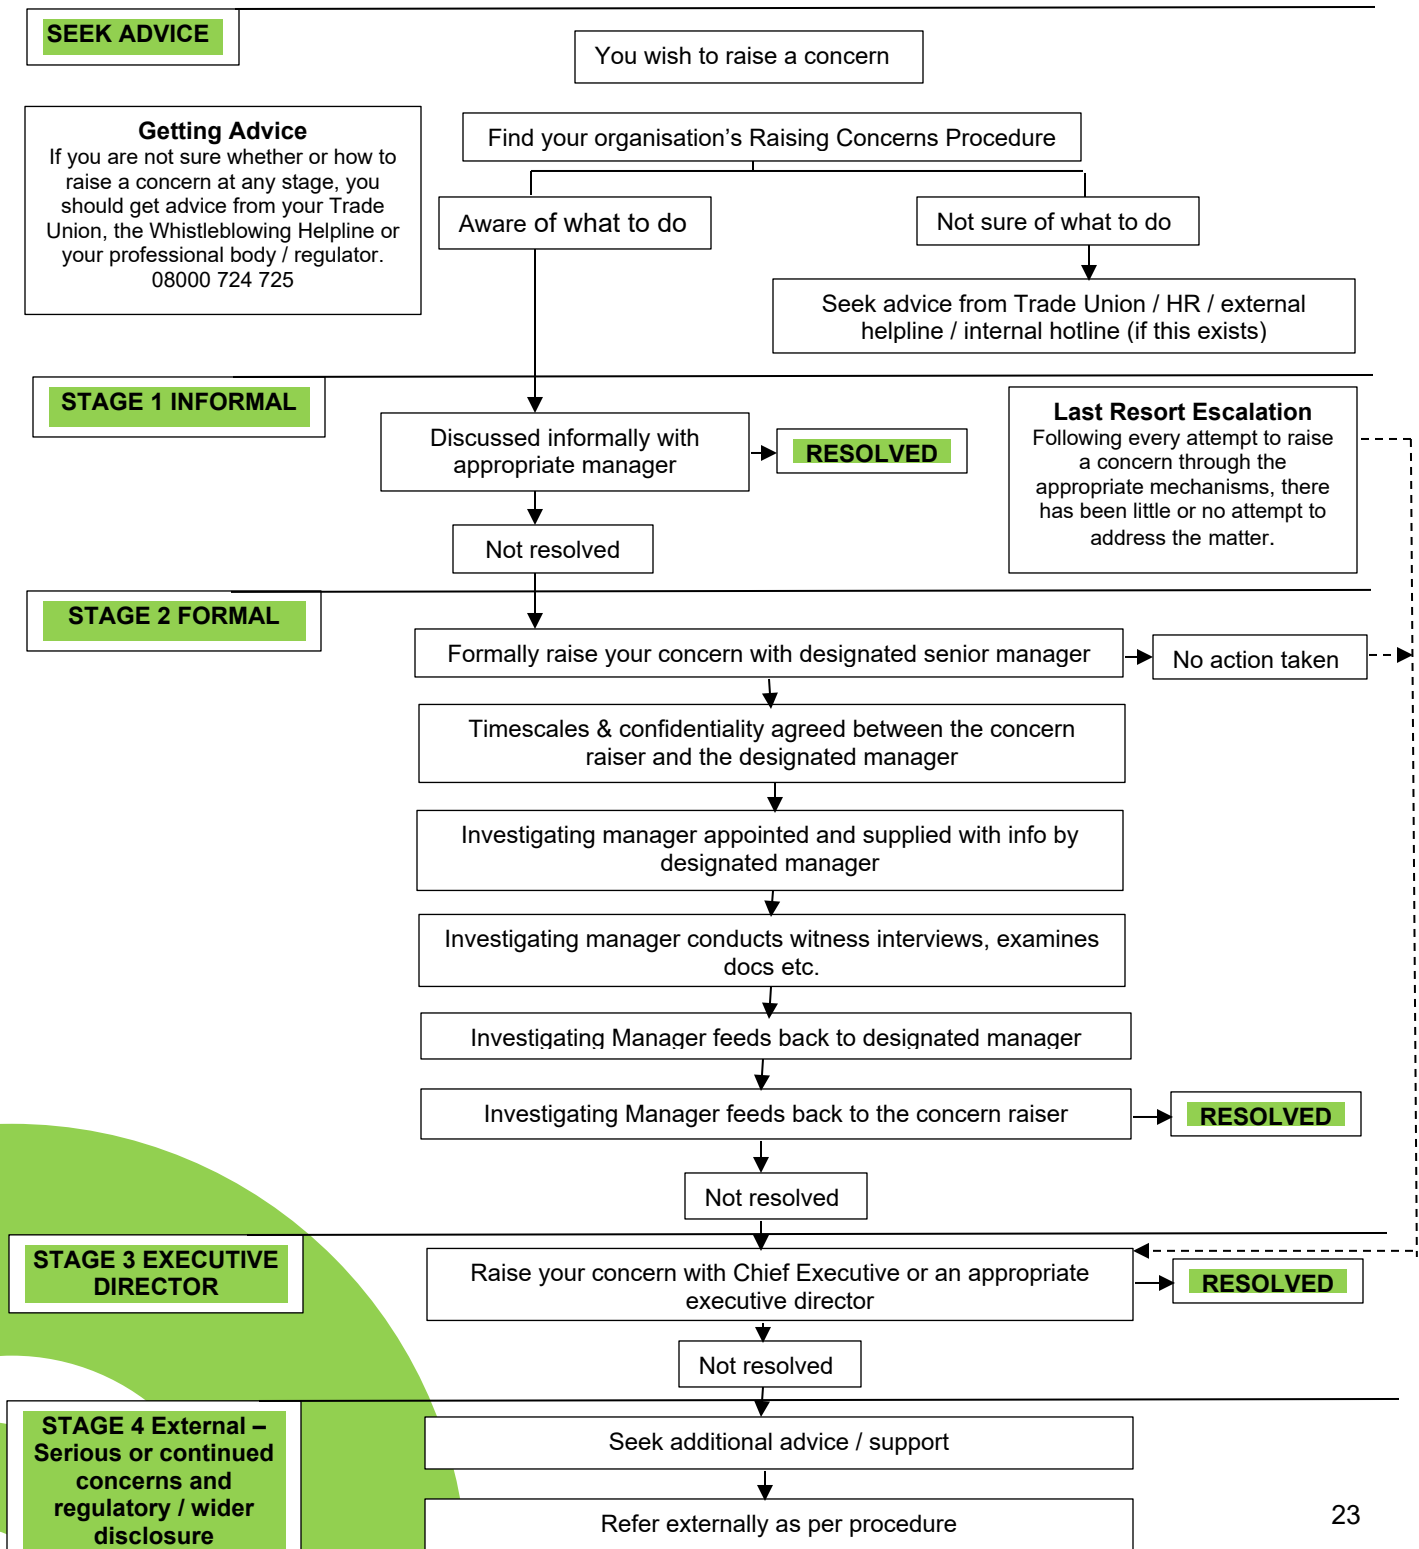 SEEK ADVICE
You wish to raise a concern
Getting Advice
If you are not sure whether or how to
raise a concern at any stage, you
should get advice from your Trade
Union, the Whistleblowing Helpline or
your professional body / regulator.
08000 724 725
Find your organisation's Raising Concerns Procedure
Aware of what to do
Not sure of what to do
Seek advice from Trade Union / HR / external
helpline / internal hotline (if this exists)
STAGE 1 INFORMAL
Discussed informally with
appropriate manager
RESOLVED
Last Resort Escalation
Following every attempt to raise
a concern through the
appropriate mechanisms, there
has been little or no attempt to
address the matter.
Not resolved
STAGE 2 FORMAL
Formally raise your concern with designated senior manager
No action taken
Timescales & confidentiality agreed between the concern
raiser and the designated manager
Investigating manager appointed and supplied with info by
designated manager
Investigating manager conducts witness interviews, examines
docs etc.
Investigating Manager feeds back to designated manager
Investigating Manager feeds back to the concern raiser
RESOLVED
Not resolved
STAGE 3 EXECUTIVE
DIRECTOR
Raise your concern with Chief Executive or an appropriate
executive director
RESOLVED
Not resolved
STAGE 4 External –
Serious or continued
concerns and
regulatory / wider
disclosure
Seek additional advice / support
Refer externally as per procedure
23